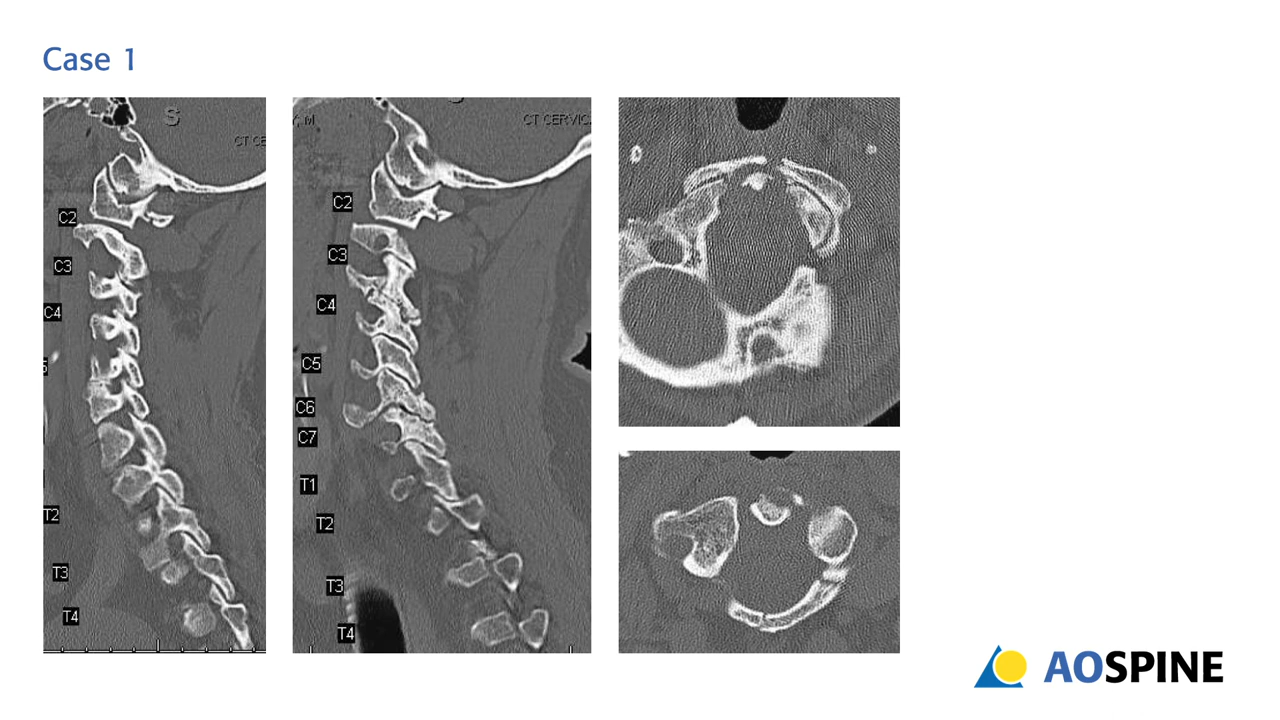 Case 1
S
CT CE
C2
C3
C4
T2
T3
T4
; M
CT CERVIC
C2
C3
C4
C5
C6
C7
T1
T2
T3
T4
AOSPINE